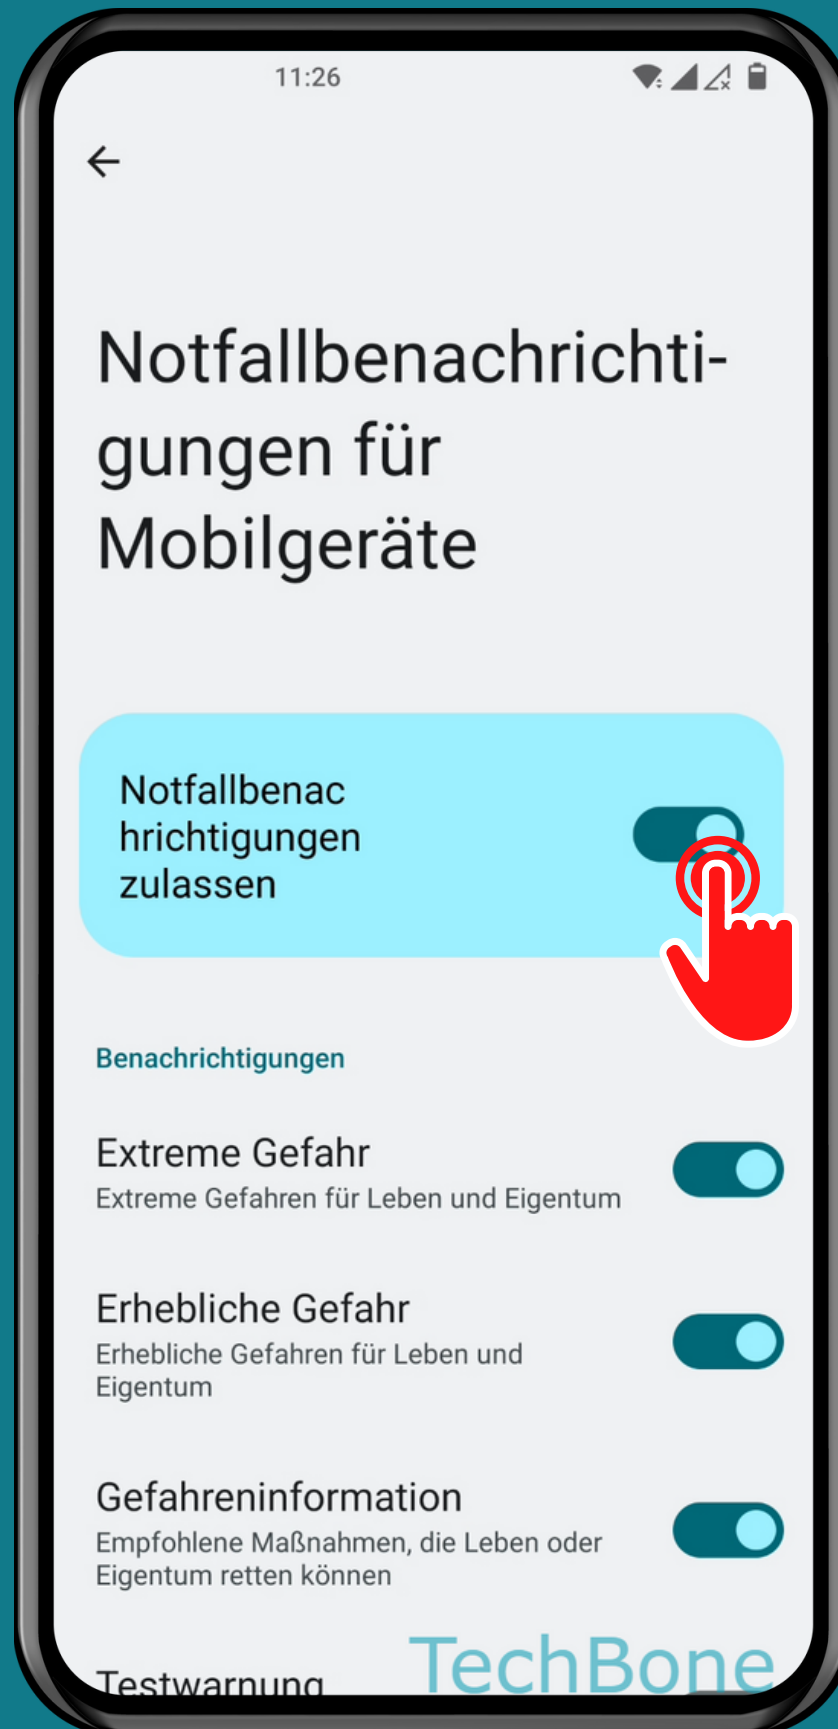 11:26
Notfallbenachrichti-
gungen für
Mobilgeräte
Notfallbenac
hrichtigungen
zulassen
Benachrichtigungen
Extreme Gefahr
Extreme Gefahren für Leben und Eigentum
Erhebliche Gefahr
Erhebliche Gefahren für Leben und
Eigentum
Gefahreninformation
Empfohlene Maßnahmen, die Leben oder
Eigentum retten können
Testwarnung
TechBone